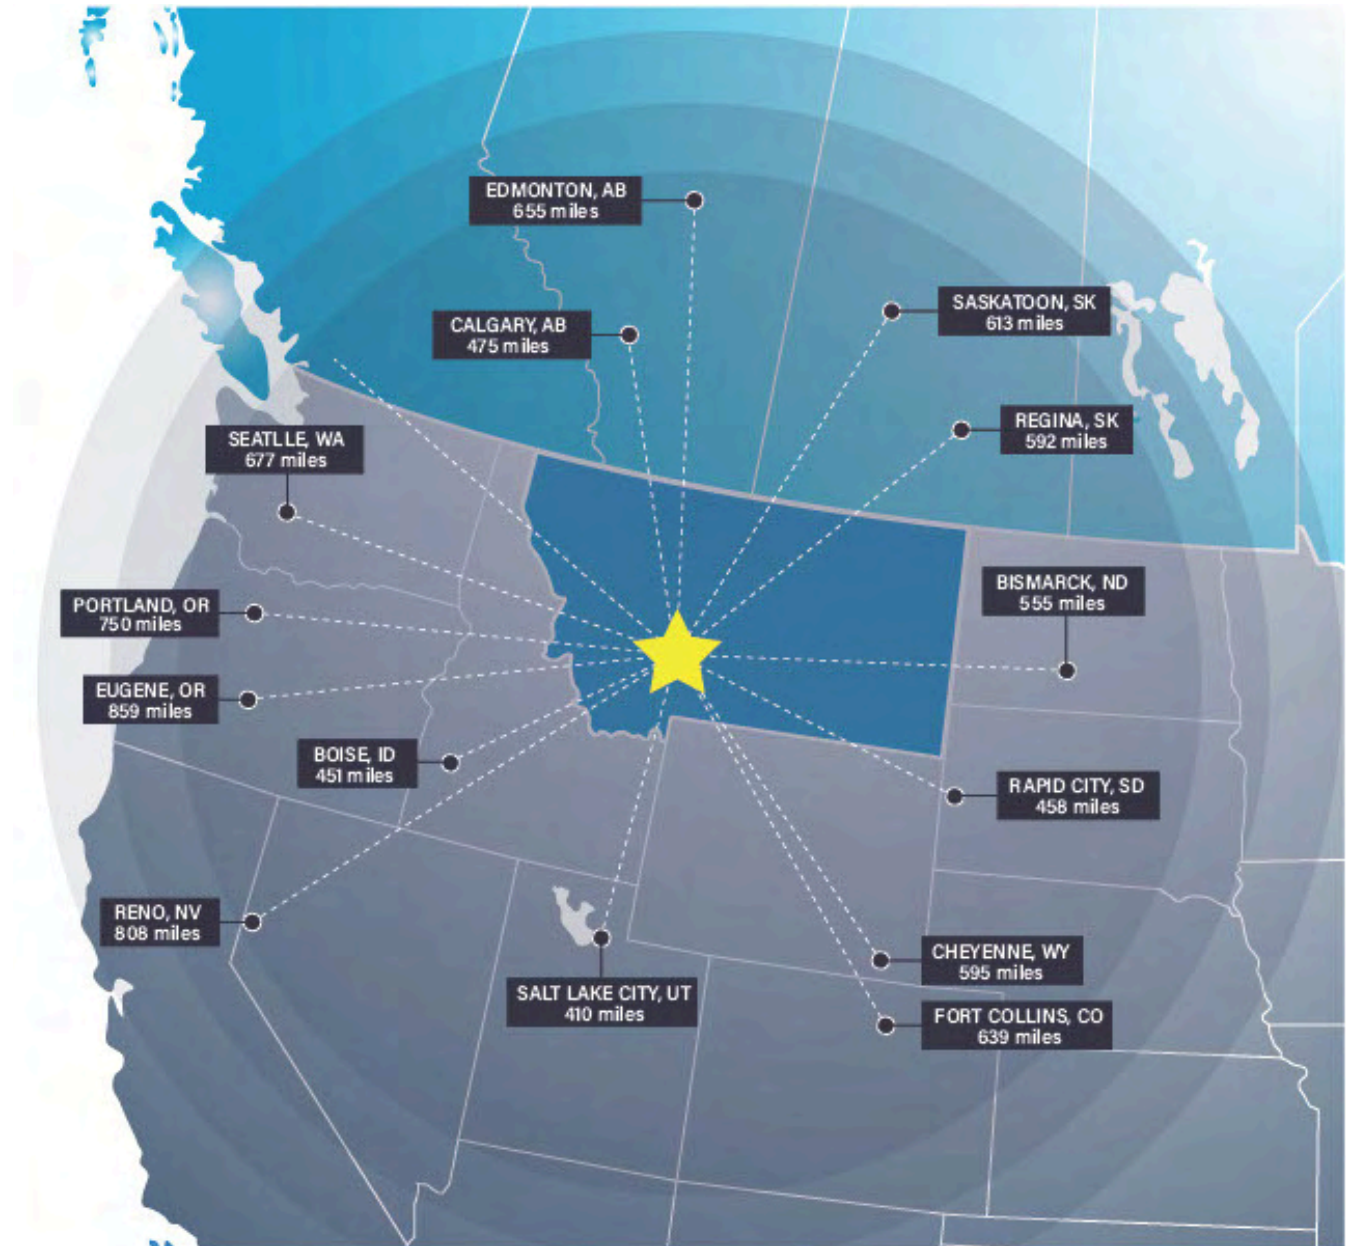 EDMONTON, AB
655 miles
SASKATOON, SK
613 miles
CALGARY, AB
475 miles
REGINA, SK
592 miles
SEATLLE, WA
677 miles
BISMARCK, ND
555 miles
PORTLAND, OR
750 miles
EUGENE, OR
859 miles
BOISE, ID
451 miles
RAPID CITY, SD
458 miles
RENO, NV
808 miles
CHEYENNE, WY
595 miles
SALT LAKE CITY, UT
410 miles
FORT COLLINS, CO
639 miles